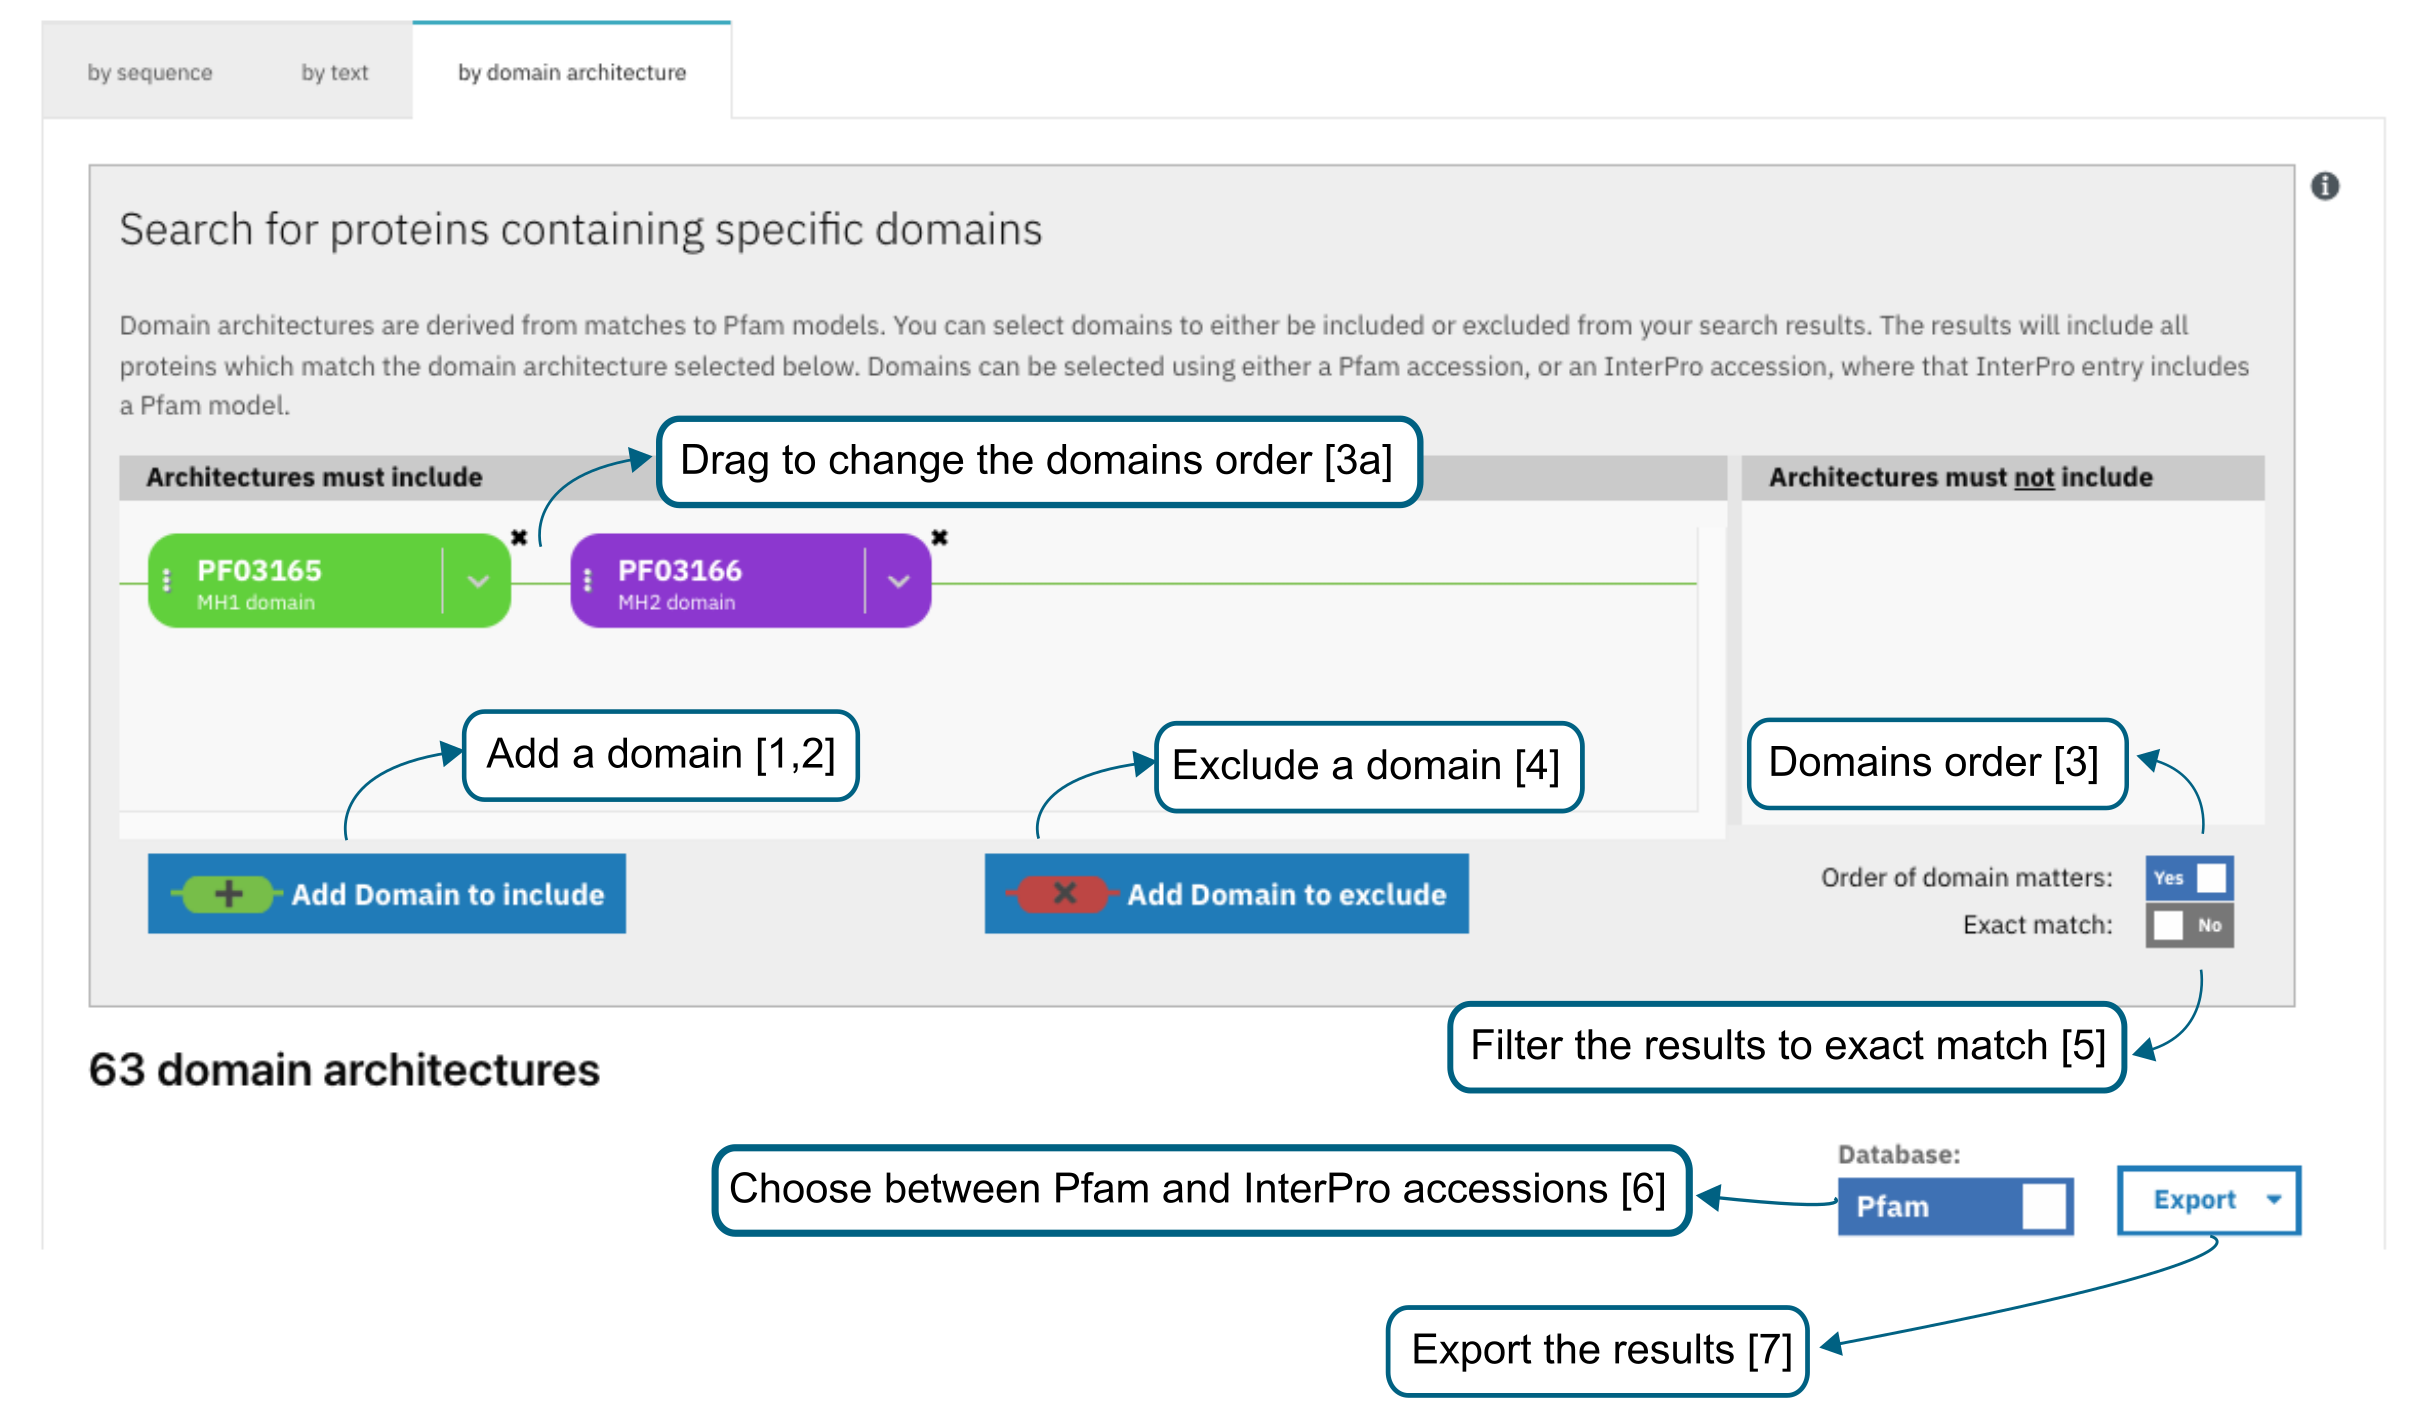 by sequence
by text
by domain architecture
Search for proteins containing specific domains
Domain architectures are derived from matches to Pfam models. You can select domains to either be included or excluded from your search results. The results will include all
proteins which match the domain architecture selected below. Domains can be selected using either a Pfam accession, or an InterPro accession, where that InterPro entry includes
a Pfam model.
Drag to change the domains order [3a]
Architectures must include
Architectures must not include
PF03165
MH1 domain
PF03166
MH2 domain
Add a domain [1,2]
Exclude a domain [4]
Domains order [3]
Add Domain to include
Add Domain to exclude
Order of domain matters:
Yes
Exact match:
No
Filter the results to exact match [5]
63 domain architectures
Choose between Pfam and InterPro accessions [6]
Database:
Pfam
Export
Export the results [7]